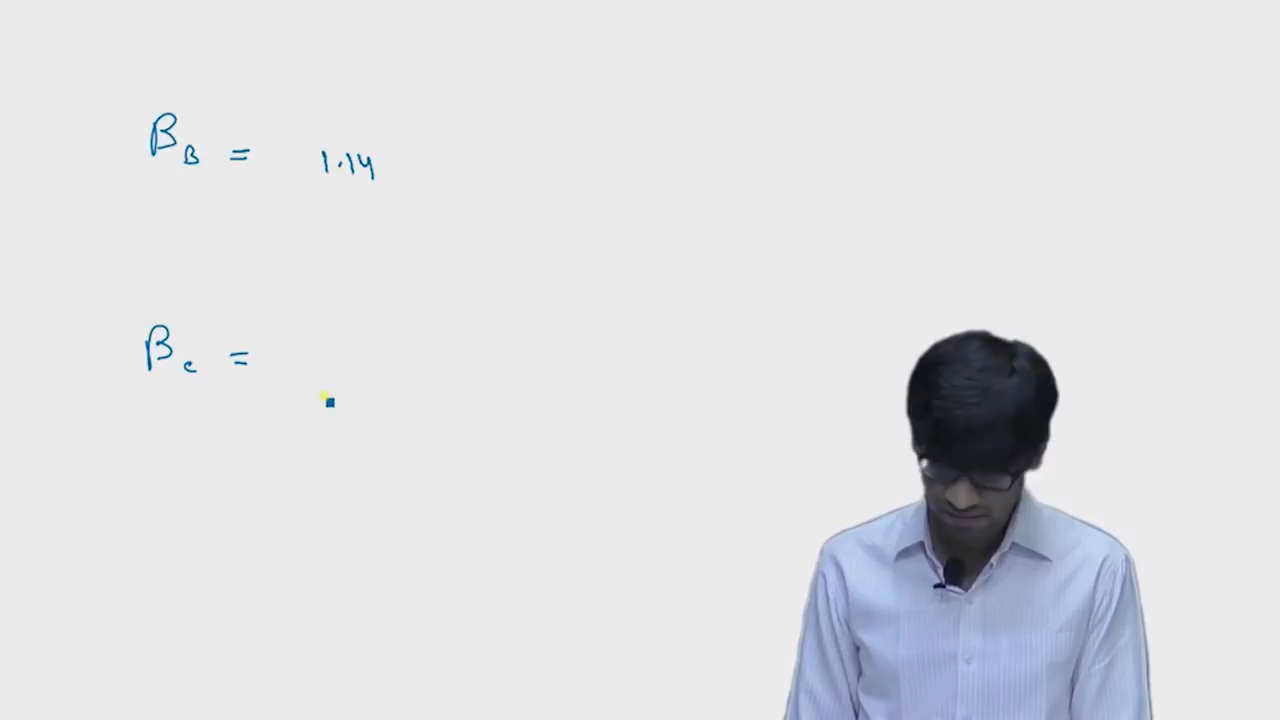 β_B = 1.14
β_c =